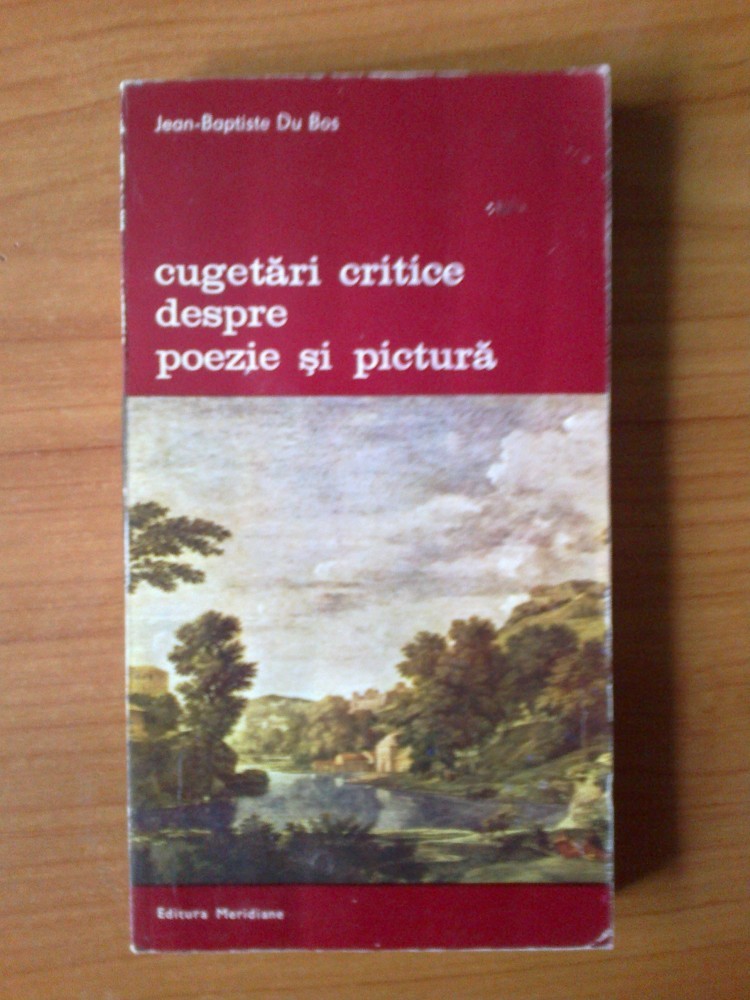 Jean-Baptiste Du Bos
cugetări critice
despre
poezie și pictură
Editura Meridiane